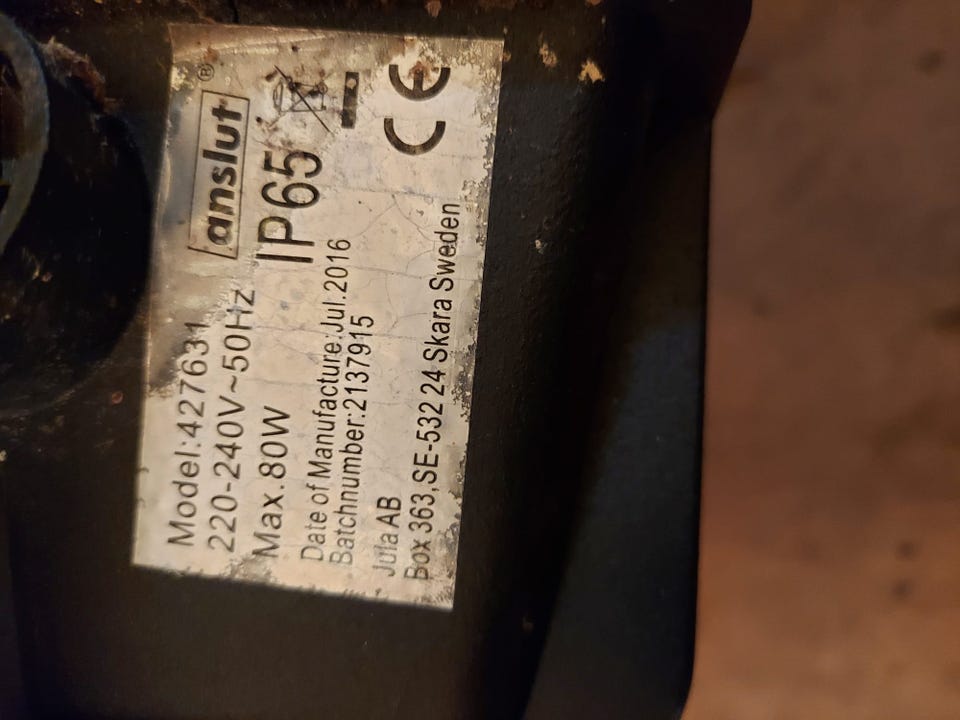 anslut®
Model:427631
220-240V~50Hz
Max.80W
IP65
Date of Manufacture:Jul.2016
Batchnumber:2137915
CE
Jula AB
Box 363,SE-532 24 Skara Sweden